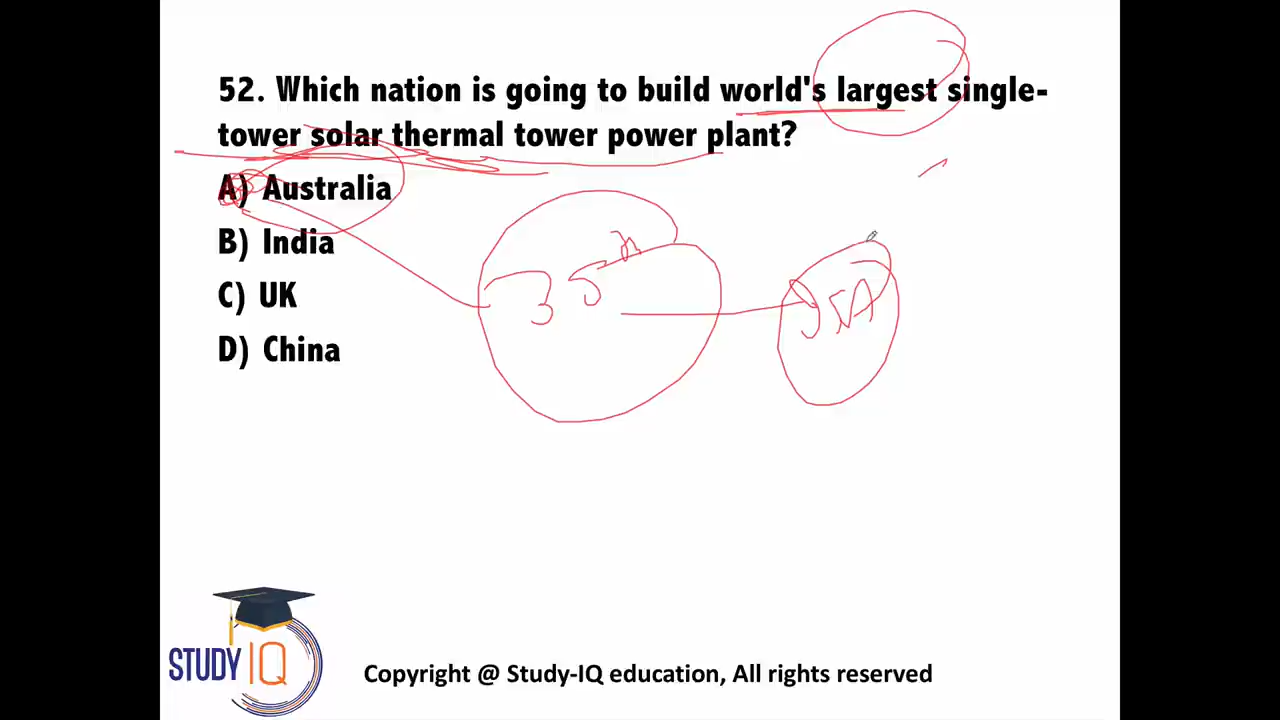 52. Which nation is going to build world's largest single-
tower solar thermal tower power plant?
A) Australia
B) India
C) UK
D) China
35th
STUDY IQ
Copyright @ Study-IQ education, All rights reserved